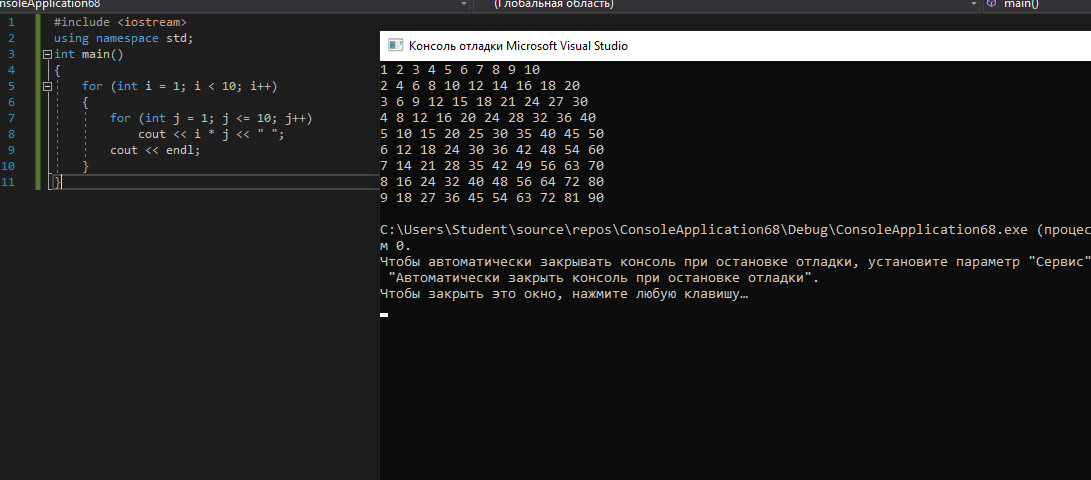 nsoleApplication68 (Глобальная область) main()
1 #include <iostream>
2 using namespace std;
3 int main()
4 {
5 for (int i = 1; i < 10; i++)
6 {
7 for (int j = 1; j <= 10; j++)
8 cout << i * j << " ";
9 cout << endl;
10 }
11 }
Консоль отладки Microsoft Visual Studio
1 2 3 4 5 6 7 8 9 10
2 4 6 8 10 12 14 16 18 20
3 6 9 12 15 18 21 24 27 30
4 8 12 16 20 24 28 32 36 40
5 10 15 20 25 30 35 40 45 50
6 12 18 24 30 36 42 48 54 60
7 14 21 28 35 42 49 56 63 70
8 16 24 32 40 48 56 64 72 80
9 18 27 36 45 54 63 72 81 90
C:\Users\Student\source\repos\ConsoleApplication68\Debug\ConsoleApplication68.exe (процес
м 0.
Чтобы автоматически закрывать консоль при остановке отладки, установите параметр "Сервис"
"Автоматически закрыть консоль при остановке отладки".
Чтобы закрыть это окно, нажмите любую клавишу…